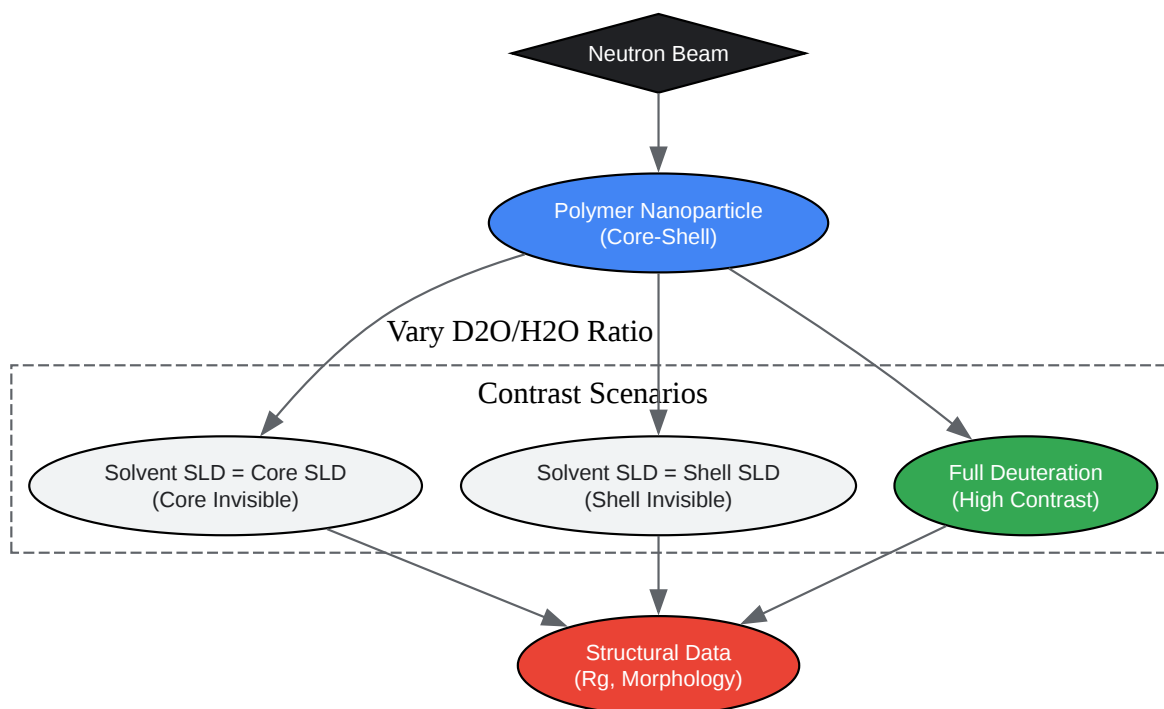 Neutron Beam
Polymer Nanoparticle
(Core-Shell)
Vary D2O/H2O Ratio
Contrast Scenarios
Solvent SLD = Core SLD
(Core Invisible)
Solvent SLD = Shell SLD
(Shell Invisible)
Full Deuteration
(High Contrast)
Structural Data
(Rg, Morphology)